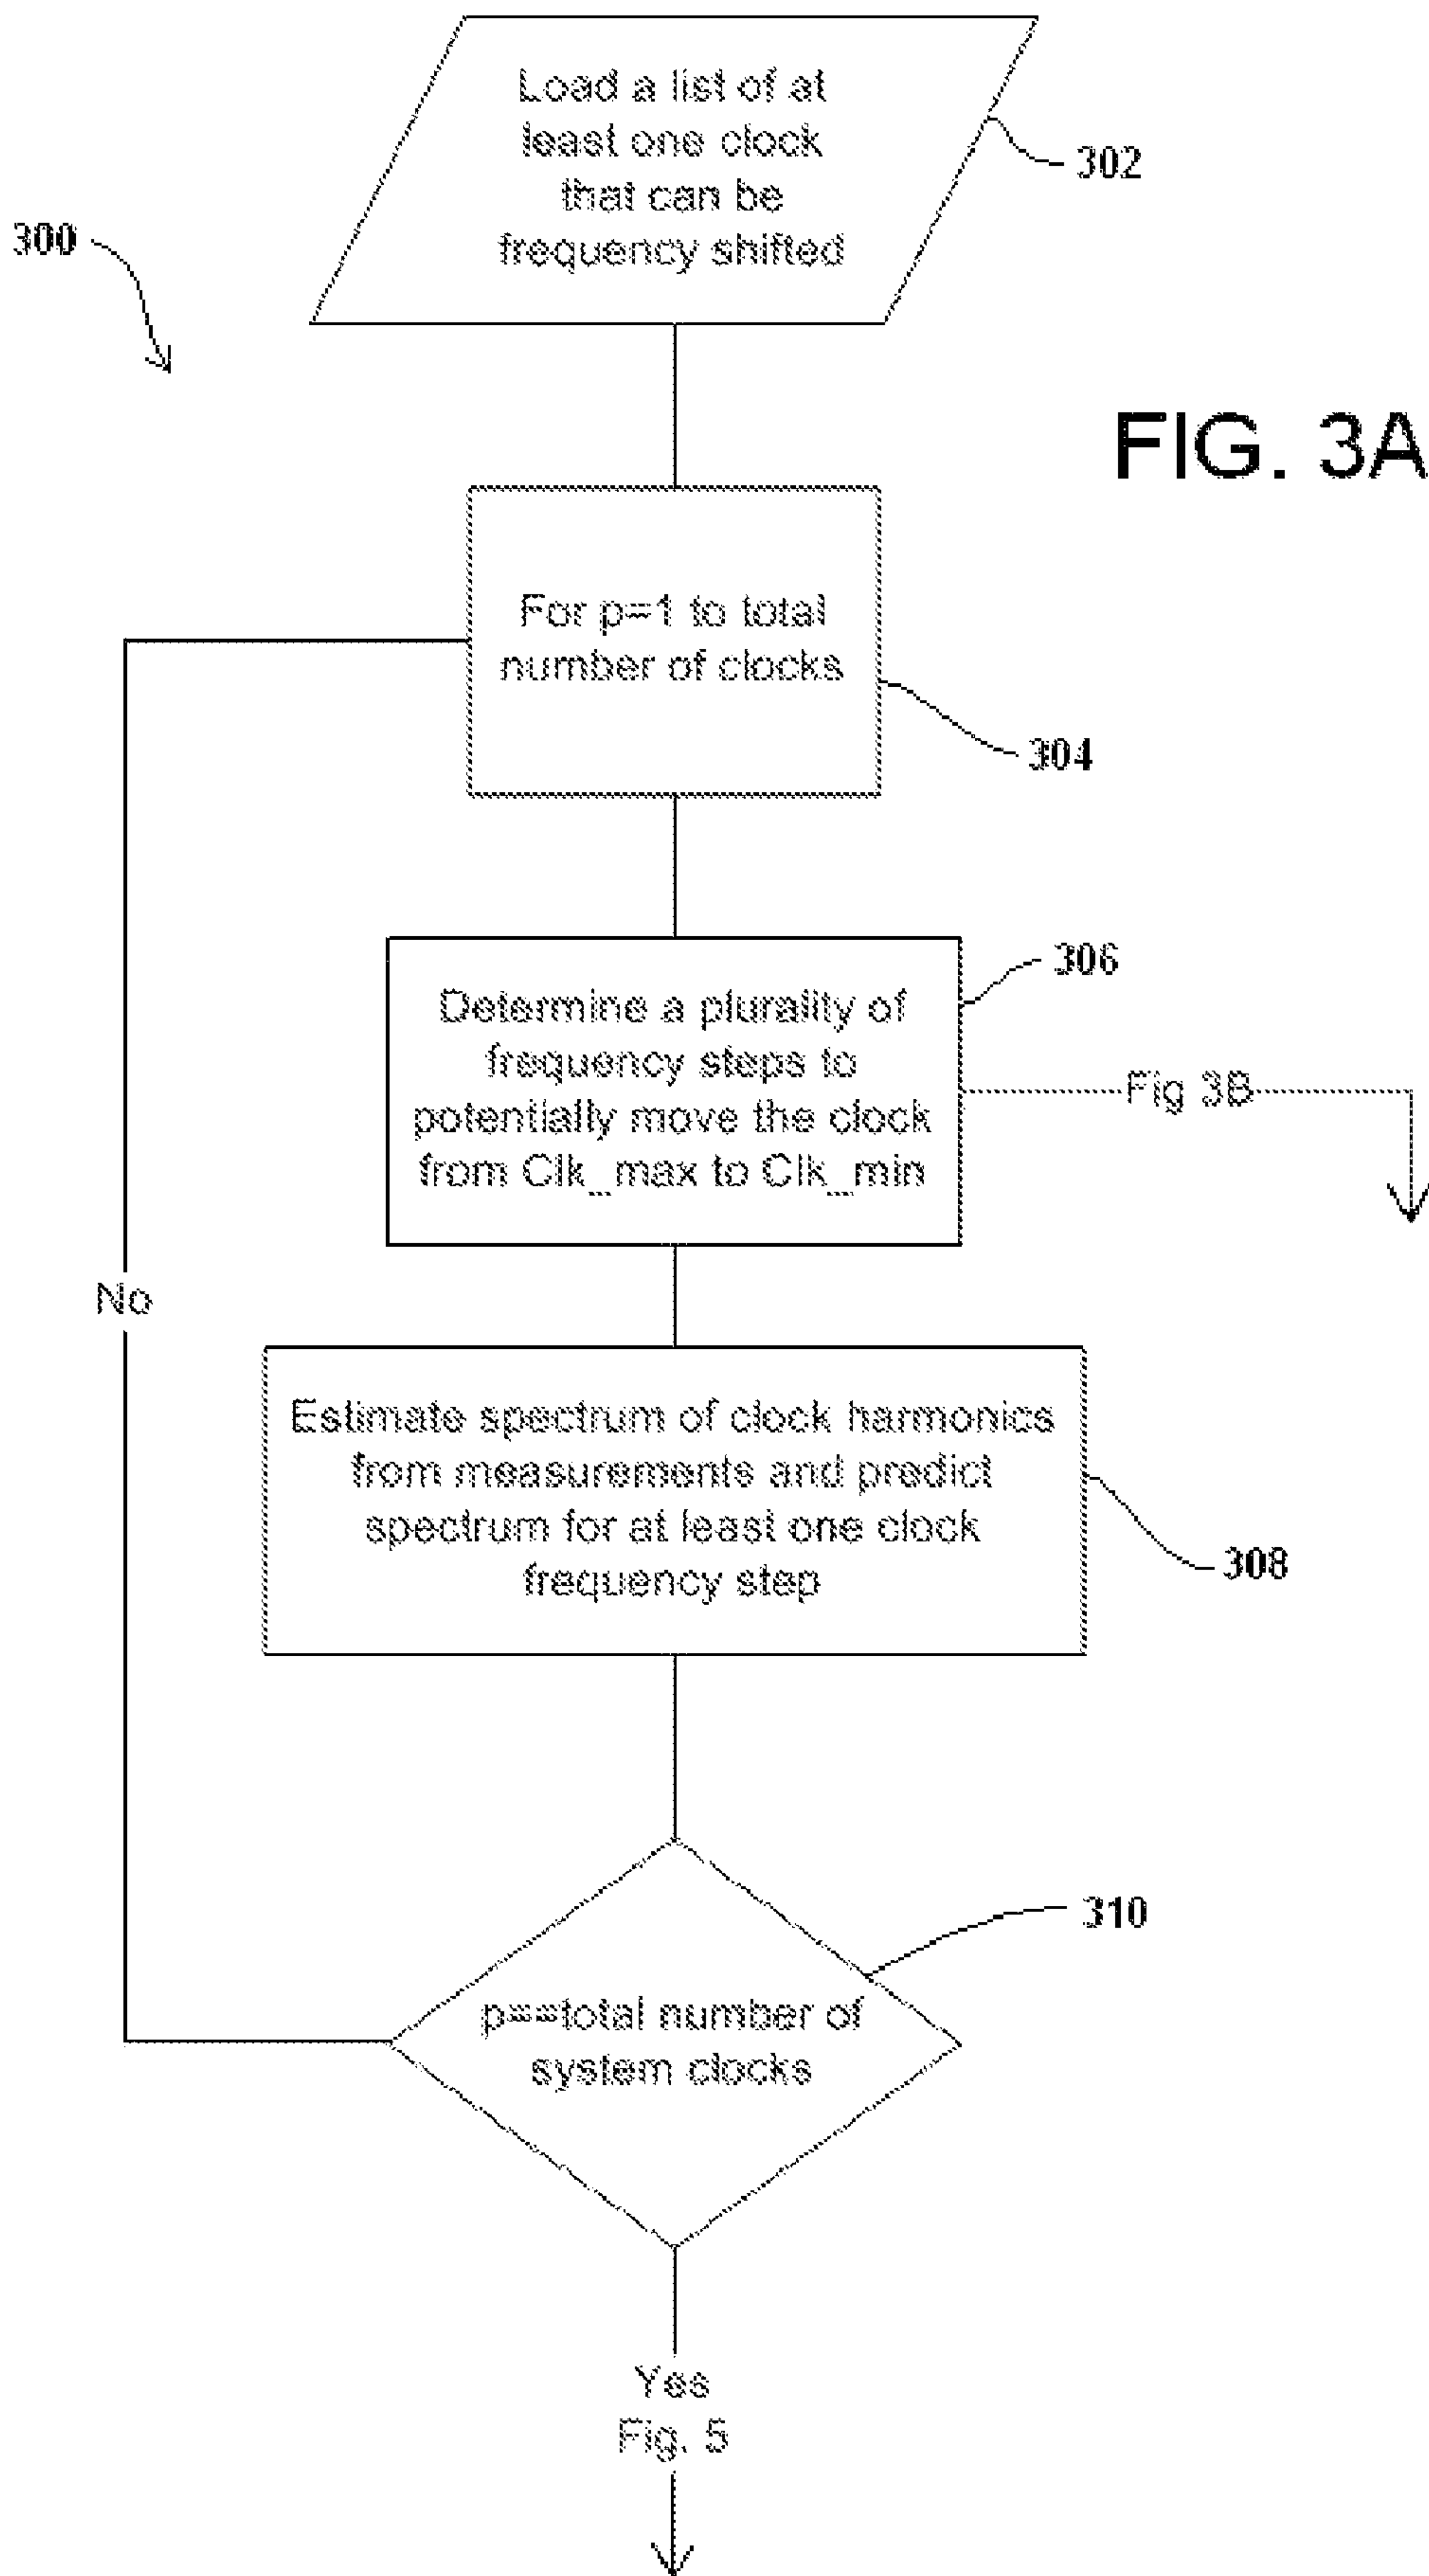 Load a list of at
least one clock
that can be
frequency shifted
302
300
FIG. 3A
For p=1 to total
number of clocks
304
306
Determine a plurality of
frequency steps to
potentially move the clock
from Clk_max to Clk_min
Fig 3B
No
Estimate spectrum of clock harmonics
from measurements and predict
spectrum for at least one clock
frequency step
308
310
p==total number of
system clocks
Yes
Fig. 5